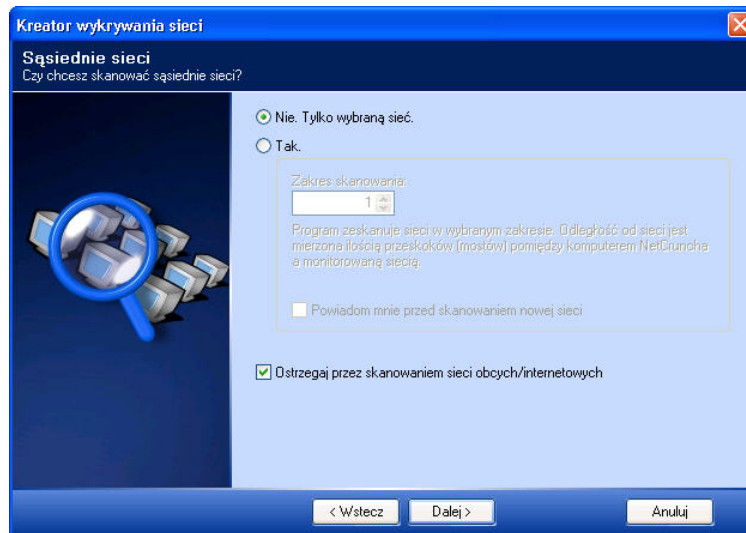 Kreator wykrywania sieci
Sąsiednie sieci
Czy chcesz skanować sąsiednie sieci?
Nie. Tylko wybraną sieć.
Tak.
Zakres skanowania:
1
Program zeskanuje sieci w wybranym zakresie. Odległość od sieci jest
mierzona ilością przeskoków (mostów) pomiędzy komputerem NetCruncha
a monitorowaną siecią.
Powiadom mnie przed skanowaniem nowej sieci
Ostrzegaj przez skanowaniem sieci obcych/internetowych
< Wstecz
Dalej >
Anuluj